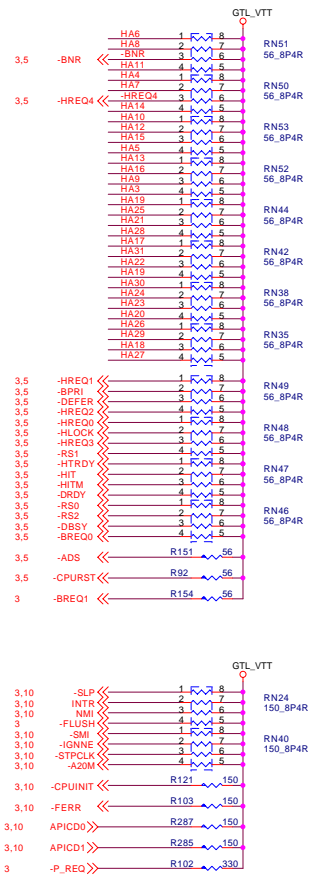 GTL_VTT
HA6 1 8
HA8 2 7 RN51
3,5 -BNR -BNR 3 6 56_8P4R
HA11 4 5
HA4 1 8
HA7 2 7 RN50
3,5 -HREQ4 -HREQ4 3 6 56_8P4R
HA14 4 5
HA10 1 8
HA12 2 7 RN53
HA15 3 6 56_8P4R
HA5 4 5
HA13 1 8
HA16 2 7 RN52
HA9 3 6 56_8P4R
HA3 4 5
HA19 1 8
HA25 2 7 RN44
HA21 3 6 56_8P4R
HA28 4 5
HA17 1 8
HA31 2 7 RN42
HA22 3 6 56_8P4R
HA19 4 5
HA30 1 8
HA24 2 7 RN38
HA23 3 6 56_8P4R
HA20 4 5
HA26 1 8
HA29 2 7 RN35
HA18 3 6 56_8P4R
HA27 4 5
3,5 -HREQ1 1 8
3,5 -BPRI 2 7 RN49
3,5 -DEFER 3 6 56_8P4R
3,5 -HREQ2 4 5
3,5 -HREQ0 1 8
3,5 -HLOCK 2 7 RN48
3,5 -HREQ3 3 6 56_8P4R
3,5 -RS1 4 5
3,5 -HTRDY 1 8
3,5 -HIT 2 7 RN47
3,5 -HITM 3 6 56_8P4R
3,5 -DRDY 4 5
3,5 -RS0 1 8
3,5 -RS2 2 7 RN46
3,5 -DBSY 3 6 56_8P4R
3,5 -BREQ0 4 5
3,5 -ADS R151 56
3,5 -CPURST R92 56
3 -BREQ1 R154 56
GTL_VTT
3,10 -SLP 1 8
3,10 INTR 2 7 RN24
3,10 NMI 3 6 150_8P4R
3 -FLUSH 4 5
3,10 -SMI 1 8
3,10 -IGNNE 2 7 RN40
3,10 -STPCLK 3 6 150_8P4R
3,10 -A20M 4 5
3,10 -CPUINIT R121 150
3,10 -FERR R103 150
3,10 APICD0 R287 150
3,10 APICD1 R285 150
3 -P_REQ R102 330